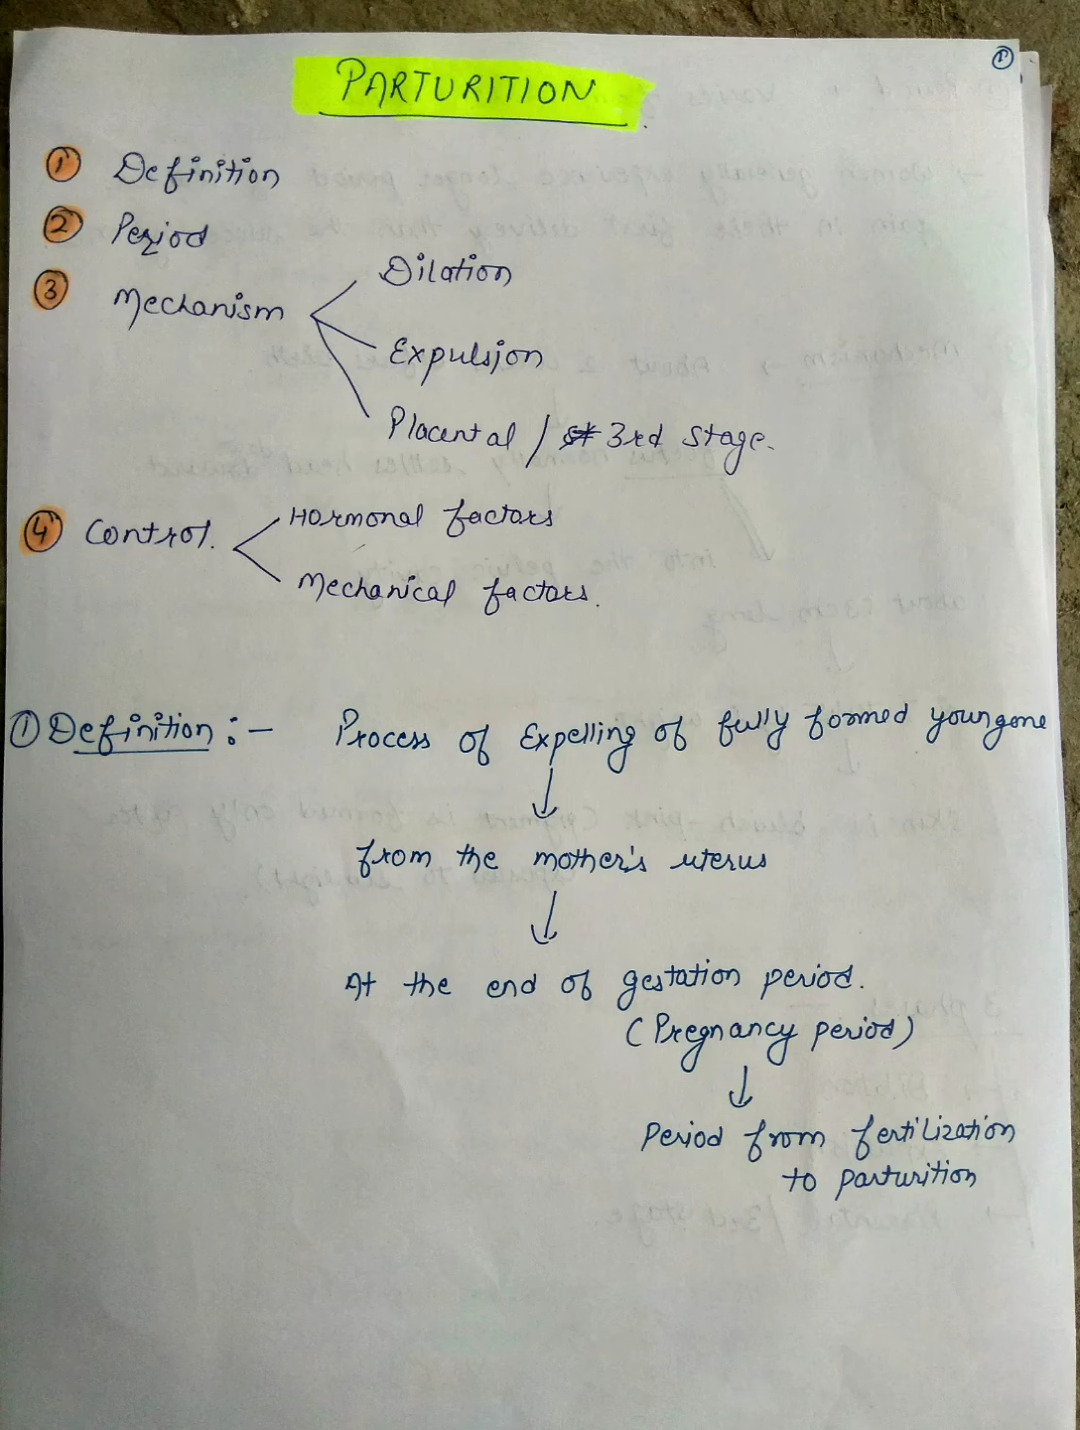 ①
PARTURITION
① Definition
② Period
③ Mechanism
Dilation
Expulsion
Placental / 3rd stage.
④ Control.
Hormonal factors
Mechanical factors.
① Definition :- Process of Expelling of fully formed young one
↓
from the mother's uterus
↓
At the end of gestation period.
(Pregnancy period)
↓
Period from fertilization
to parturition